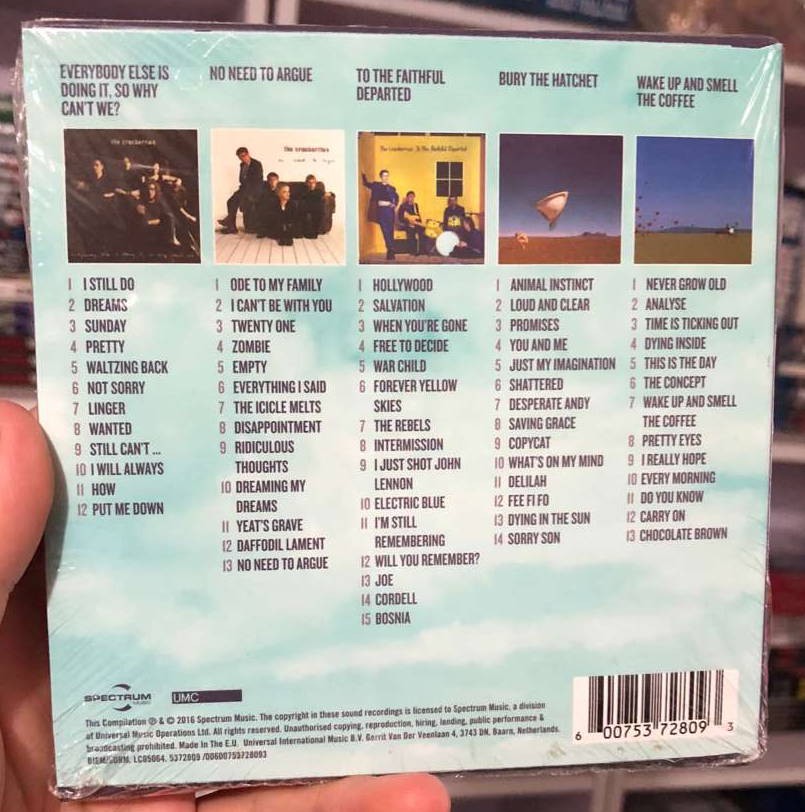 EVERYBODY ELSE IS
DOING IT, SO WHY
CAN'T WE?
the cranberries
1 I STILL DO
2 DREAMS
3 SUNDAY
4 PRETTY
5 WALTZING BACK
6 NOT SORRY
7 LINGER
8 WANTED
9 STILL CAN'T ...
10 I WILL ALWAYS
11 HOW
12 PUT ME DOWN
NO NEED TO ARGUE
the cranberries
1 ODE TO MY FAMILY
2 I CAN'T BE WITH YOU
3 TWENTY ONE
4 ZOMBIE
5 EMPTY
6 EVERYTHING I SAID
7 THE ICICLE MELTS
8 DISAPPOINTMENT
9 RIDICULOUS
THOUGHTS
10 DREAMING MY
DREAMS
11 YEAT'S GRAVE
12 DAFFODIL LAMENT
13 NO NEED TO ARGUE
TO THE FAITHFUL
DEPARTED
the cranberries To The Faithful Departed
1 HOLLYWOOD
2 SALVATION
3 WHEN YOU'RE GONE
4 FREE TO DECIDE
5 WAR CHILD
6 FOREVER YELLOW
SKIES
7 THE REBELS
8 INTERMISSION
9 I JUST SHOT JOHN
LENNON
10 ELECTRIC BLUE
11 I'M STILL
REMEMBERING
12 WILL YOU REMEMBER?
13 JOE
14 CORDELL
15 BOSNIA
BURY THE HATCHET
1 ANIMAL INSTINCT
2 LOUD AND CLEAR
3 PROMISES
4 YOU AND ME
5 JUST MY IMAGINATION
6 SHATTERED
7 DESPERATE ANDY
8 SAVING GRACE
9 COPYCAT
10 WHAT'S ON MY MIND
11 DELILAH
12 FEE FI FO
13 DYING IN THE SUN
14 SORRY SON
WAKE UP AND SMELL
THE COFFEE
1 NEVER GROW OLD
2 ANALYSE
3 TIME IS TICKING OUT
4 DYING INSIDE
5 THIS IS THE DAY
6 THE CONCEPT
7 WAKE UP AND SMELL
THE COFFEE
8 PRETTY EYES
9 I REALLY HOPE
10 EVERY MORNING
11 DO YOU KNOW
12 CARRY ON
13 CHOCOLATE BROWN
SPECTRUM
MUSIC
UMC
This Compilation ℗ & © 2016 Spectrum Music. The copyright in these sound recordings is licensed to Spectrum Music, a division
of Universal Music Operations Ltd. All rights reserved. Unauthorised copying, reproduction, hiring, lending, public performance &
broadcasting prohibited. Made In The E.U. Universal International Music B.V. Gerrit Van Der Veenlaan 4, 3743 DN, Baarn, Netherlands.
BIEM/SDRM. LC05064. 5372809 /00600753728093
6 00753 72809 3